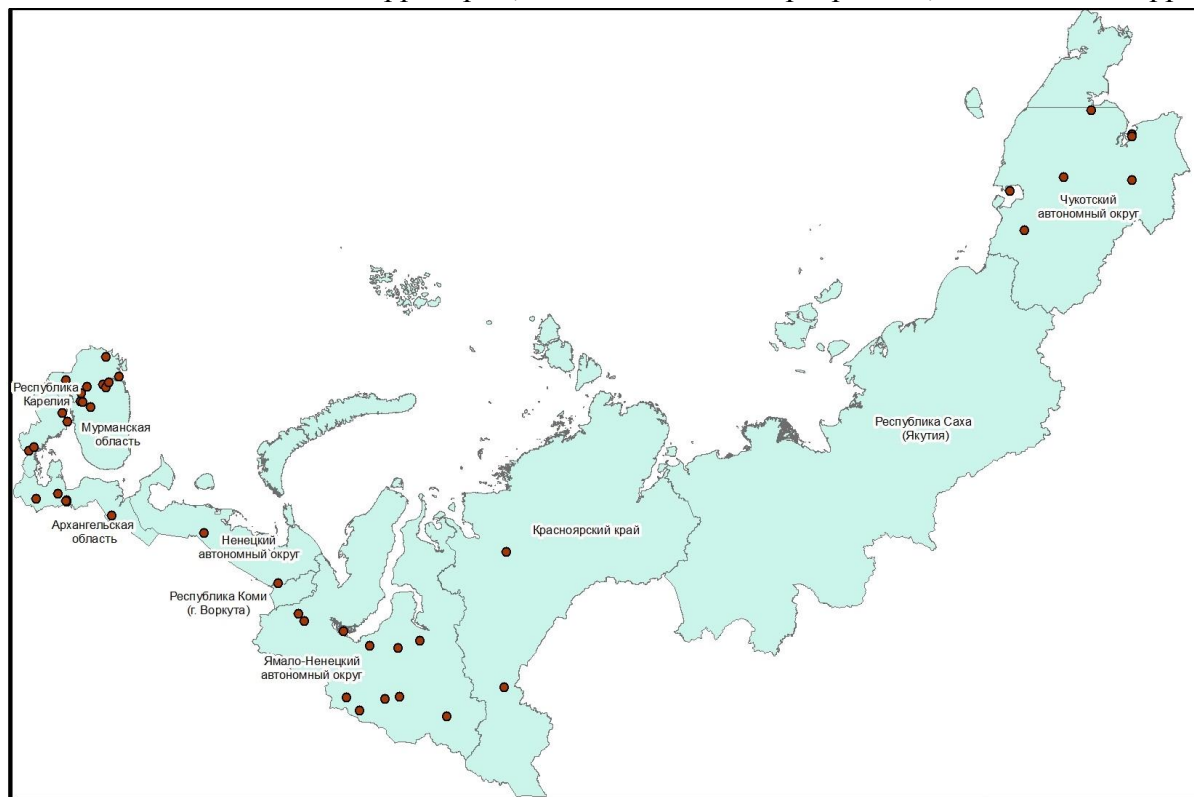 Чукотский
автономный округ
Республика
Карелия
Мурманская
область
Республика Саха
(Якутия)
Архангельская
область
Ненецкий
автономный округ
Красноярский край
Республика Коми
(г. Воркута)
Ямало-Ненецкий
автономный округ